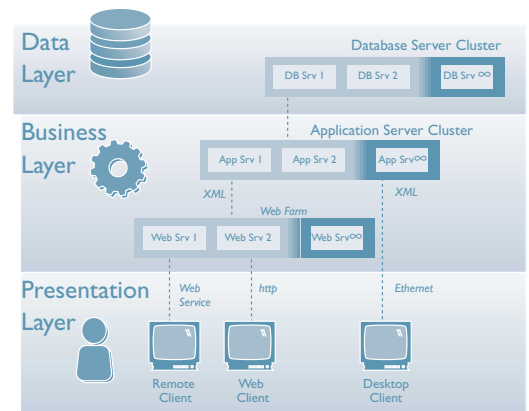 Data
Layer
Database Server Cluster
DB Srv 1
DB Srv 2
DB Srv ∞
Business
Layer
Application Server Cluster
App Srv 1
App Srv 2
App Srv∞
XML
XML
Web Farm
Web Srv 1
Web Srv 2
Web Srv∞
Presentation
Layer
Web
Service
http
Ethernet
Remote
Client
Web
Client
Desktop
Client